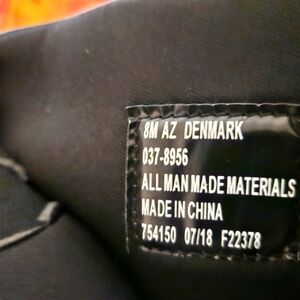 8M AZ DENMARK
037-8956
ALL MAN MADE MATERIALS
MADE IN CHINA
754150 07/18 F22378